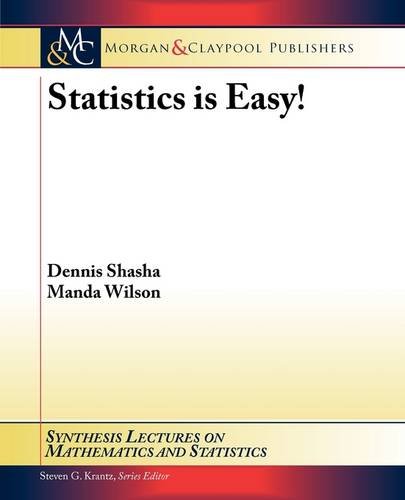 M
&C
MORGAN & CLAYPOOL PUBLISHERS
Statistics is Easy!
Dennis Shasha
Manda Wilson
SYNTHESIS LECTURES ON
MATHEMATICS AND STATISTICS
Steven G. Krantz, Series Editor